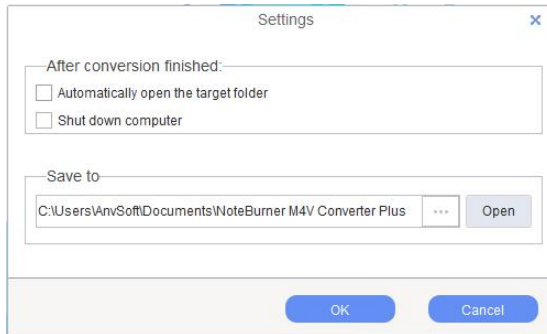 Settings
After conversion finished:
Automatically open the target folder
Shut down computer
Save to
C:\Users\AnvSoft\Documents\NoteBurner M4V Converter Plus ... Open
OK Cancel